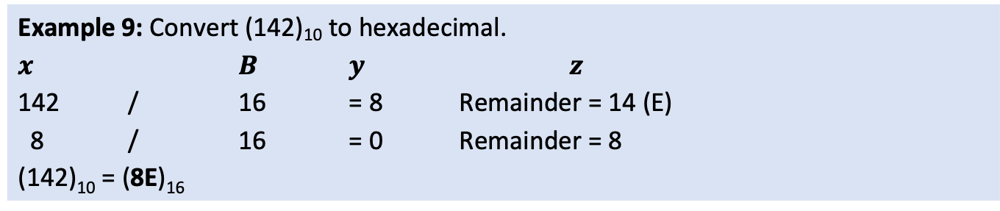 Example 9: Convert (142)₁₀ to hexadecimal.
x B y z
142 / 16 = 8 Remainder = 14 (E)
8 / 16 = 0 Remainder = 8
(142)₁₀ = (8E)₁₆